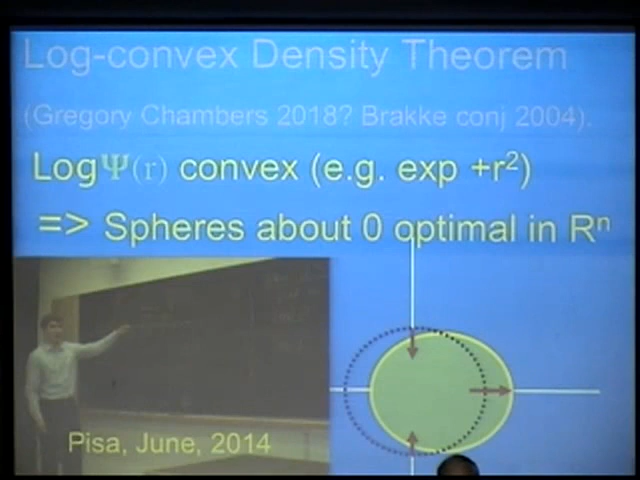 Log-convex Density Theorem
(Gregory Chambers 2018? Brakke conj 2004).
Log Ψ(r) convex (e.g. exp +r²)
=> Spheres about 0 optimal in Rⁿ
Pisa, June, 2014